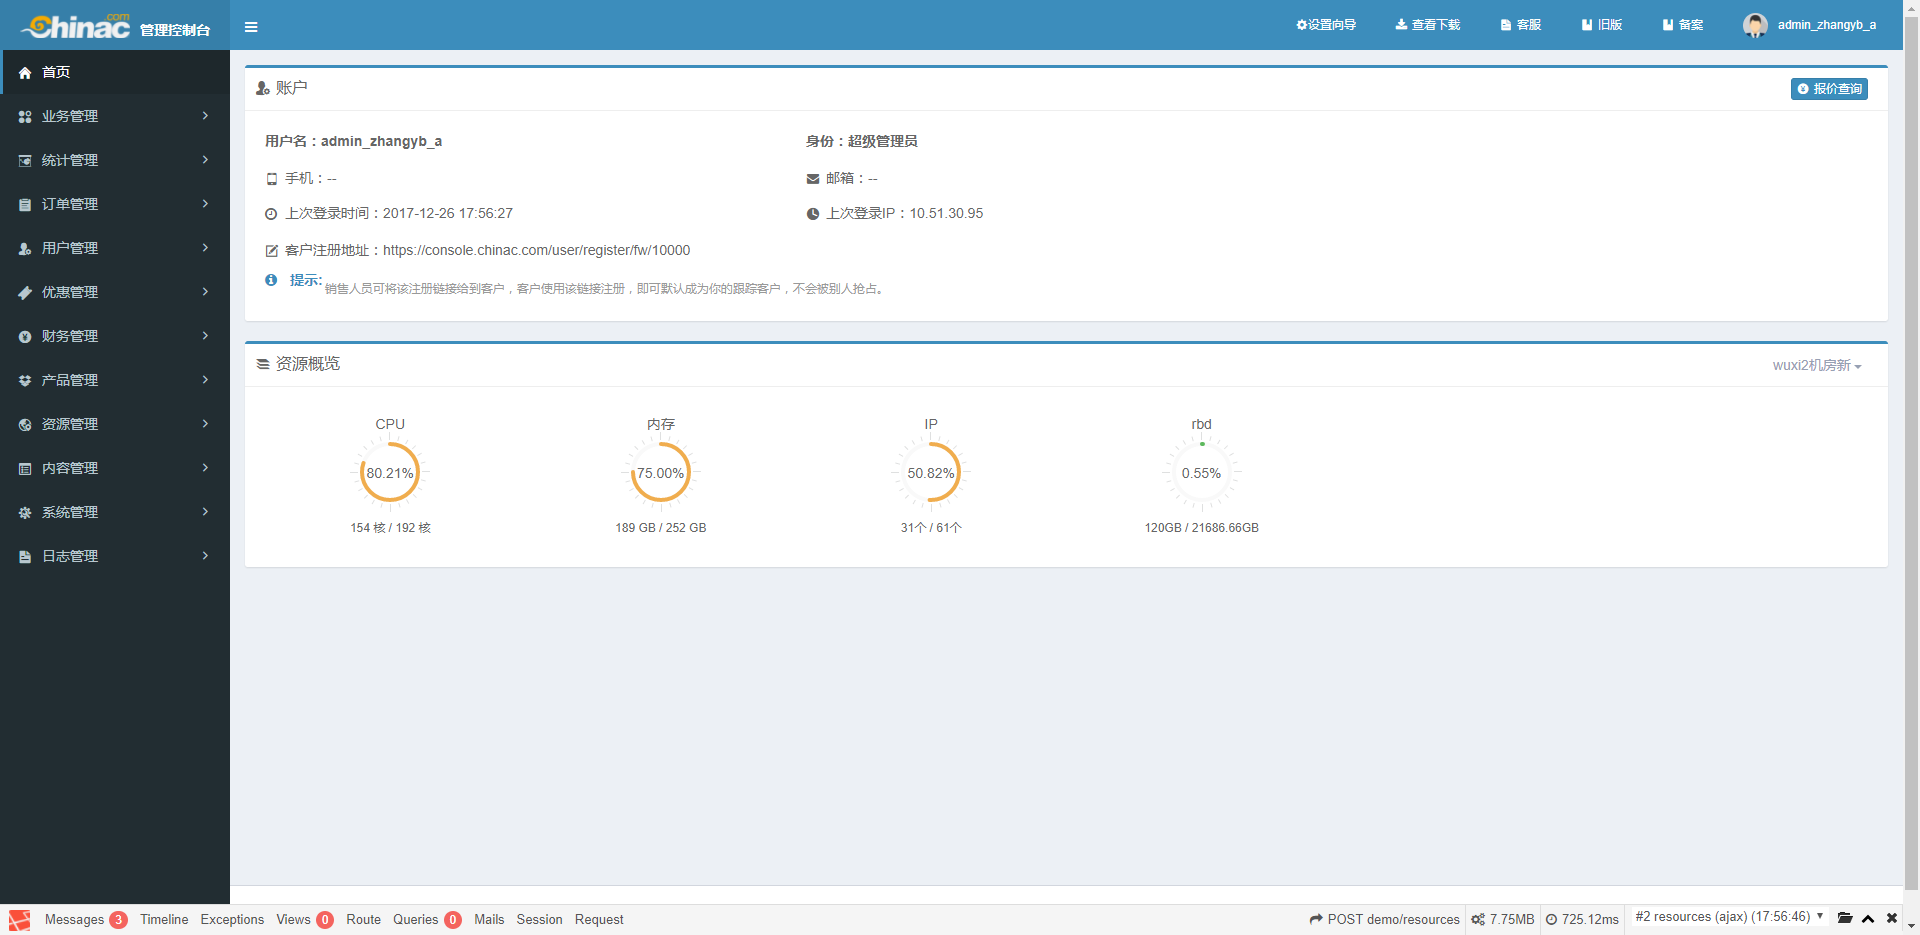 Chinac.com 管理控制台
设置向导 查看下载 客服 旧版 备案 admin_zhangyb_a
首页
业务管理
统计管理
订单管理
用户管理
优惠管理
财务管理
产品管理
资源管理
内容管理
系统管理
日志管理
账户 报价查询
用户名：admin_zhangyb_a 身份：超级管理员
手机：-- 邮箱：--
上次登录时间：2017-12-26 17:56:27 上次登录IP：10.51.30.95
客户注册地址：https://console.chinac.com/user/register/fw/10000
提示: 销售人员可将该注册链接给到客户，客户使用该链接注册，即可默认成为你的跟踪客户，不会被别人抢占。
资源概览 wuxi2机房新
CPU 内存 IP rbd
80.21% 75.00% 50.82% 0.55%
154 核 / 192 核 189 GB / 252 GB 31个 / 61个 120GB / 21686.66GB
Messages 3 Timeline Exceptions Views 0 Route Queries 0 Mails Session Request POST demo/resources 7.75MB 725.12ms #2 resources (ajax) (17:56:46)